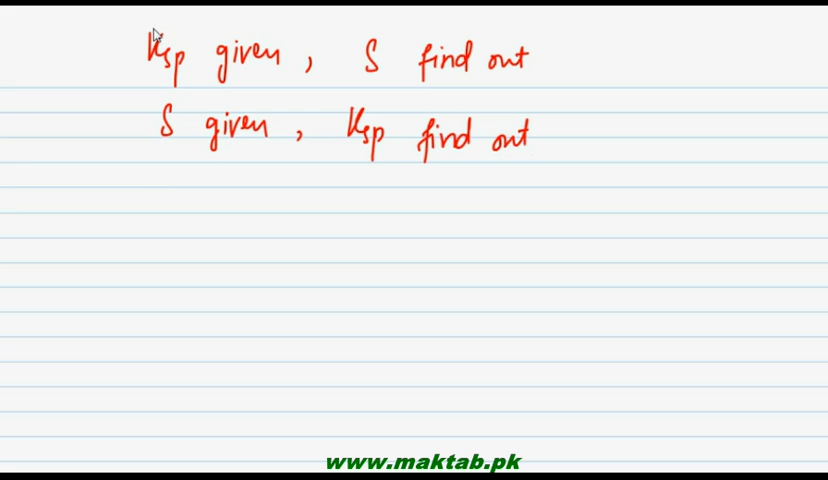 Ksp given, S find out
S given, Ksp find out
www.maktab.pk